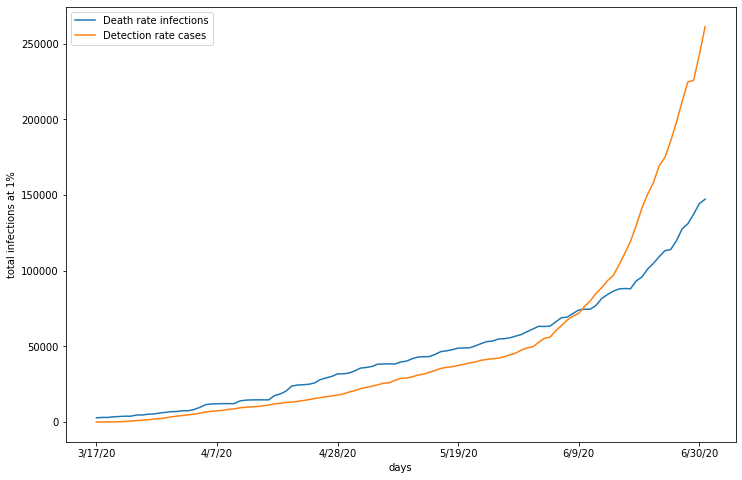 Death rate infections
Detection rate cases
250000
200000
150000
100000
50000
0
total infections at 1%
3/17/20 4/7/20 4/28/20 5/19/20 6/9/20 6/30/20
days